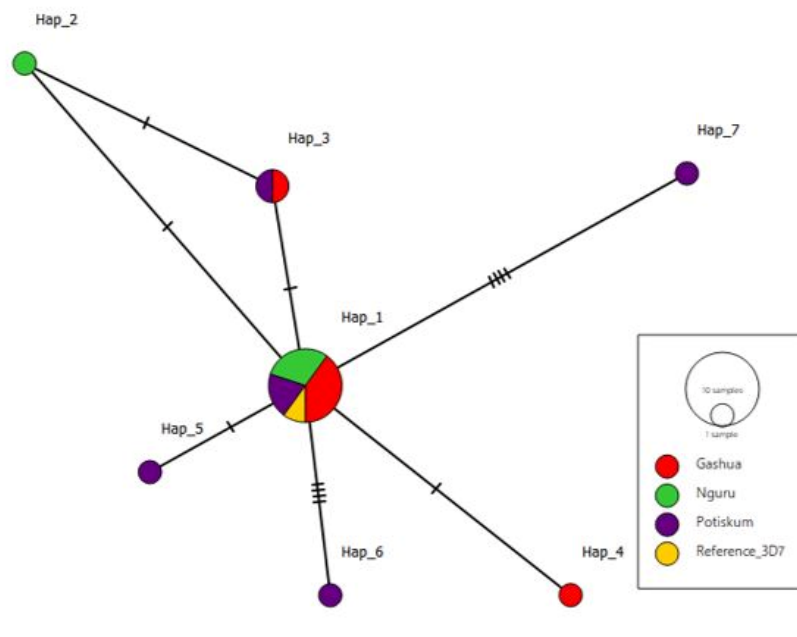 Hap_2
Hap_3
Hap_7
Hap_1
Hap_5
Hap_6
Hap_4
10 samples
1 sample
Gashua
Nguru
Potiskum
Reference_3D7